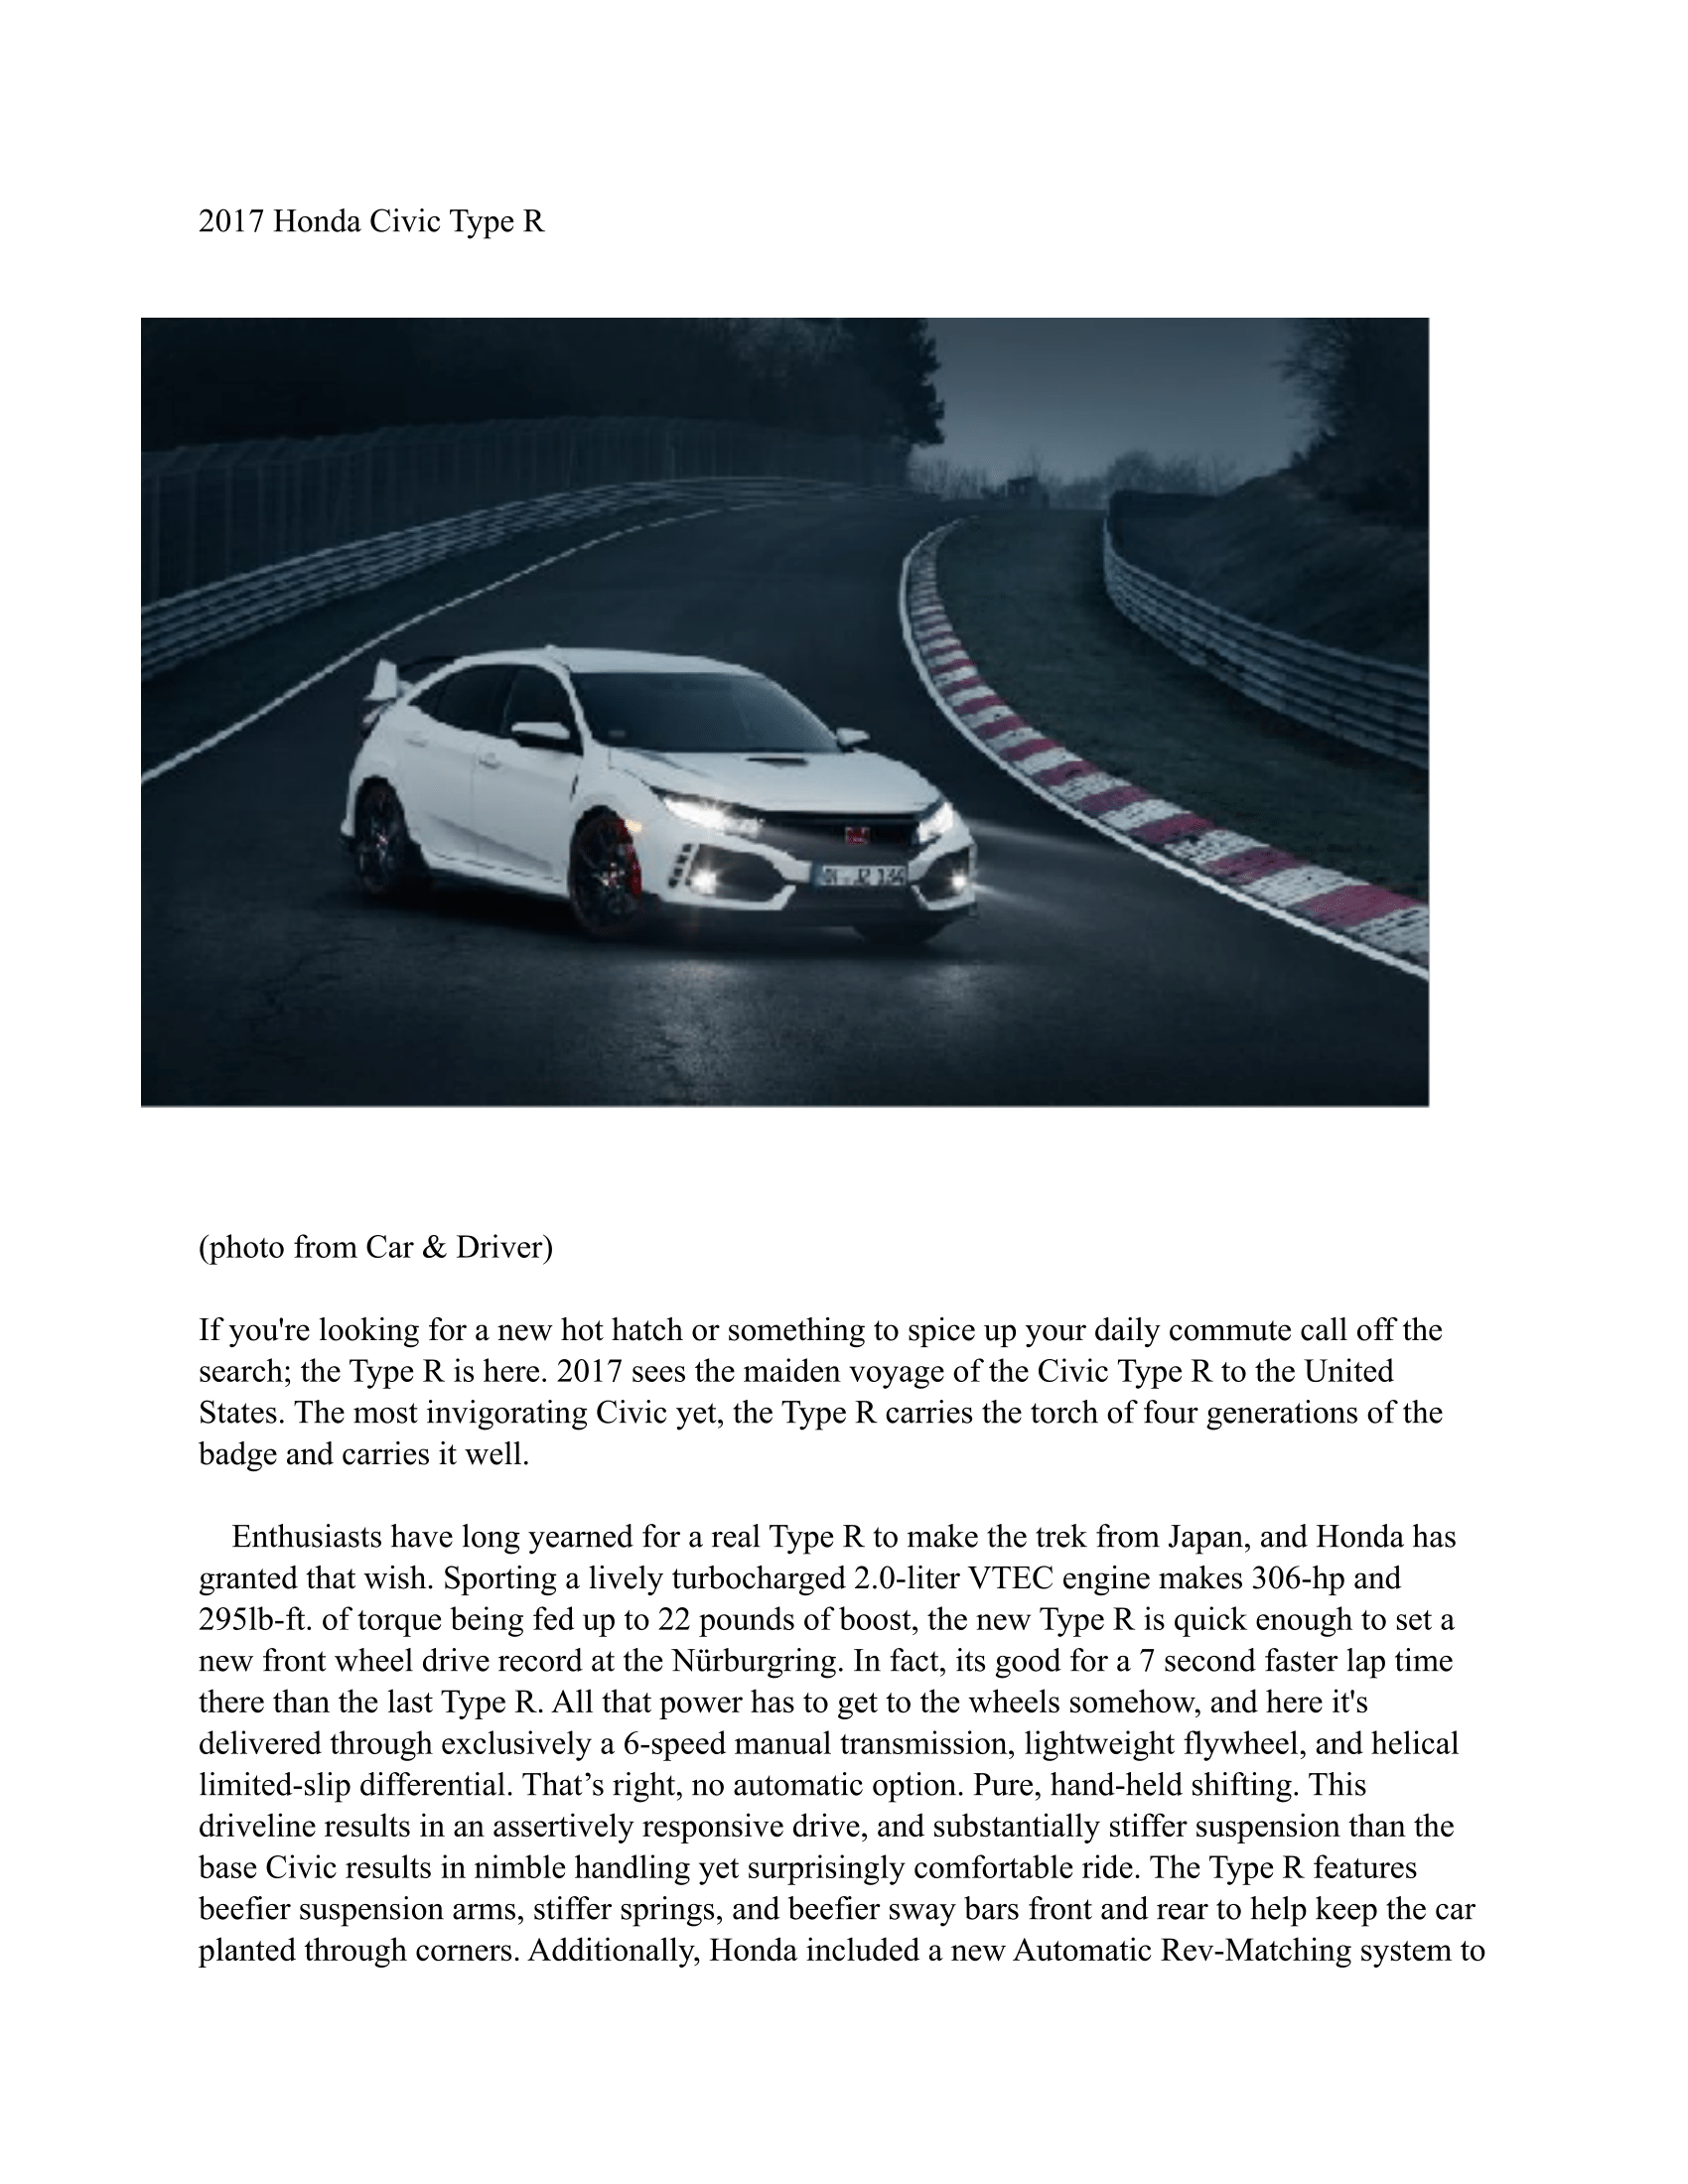 2017 Honda Civic Type R
(photo from Car & Driver)
If you're looking for a new hot hatch or something to spice up your daily commute call off the
search; the Type R is here. 2017 sees the maiden voyage of the Civic Type R to the United
States. The most invigorating Civic yet, the Type R carries the torch of four generations of the
badge and carries it well.
Enthusiasts have long yearned for a real Type R to make the trek from Japan, and Honda has
granted that wish. Sporting a lively turbocharged 2.0-liter VTEC engine makes 306-hp and
295lb-ft. of torque being fed up to 22 pounds of boost, the new Type R is quick enough to set a
new front wheel drive record at the Nürburgring. In fact, its good for a 7 second faster lap time
there than the last Type R. All that power has to get to the wheels somehow, and here it's
delivered through exclusively a 6-speed manual transmission, lightweight flywheel, and helical
limited-slip differential. That’s right, no automatic option. Pure, hand-held shifting. This
driveline results in an assertively responsive drive, and substantially stiffer suspension than the
base Civic results in nimble handling yet surprisingly comfortable ride. The Type R features
beefier suspension arms, stiffer springs, and beefier sway bars front and rear to help keep the car
planted through corners. Additionally, Honda included a new Automatic Rev-Matching system to